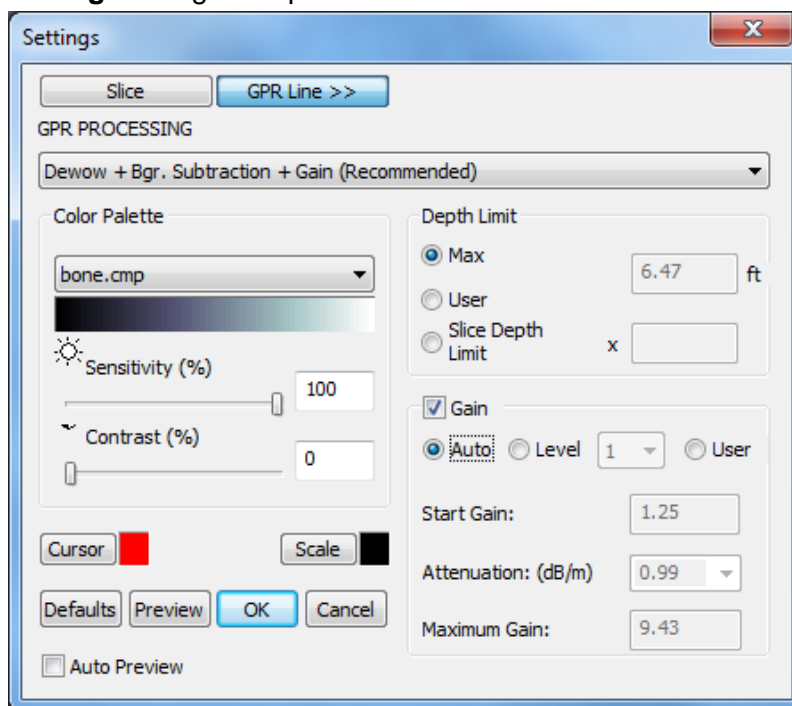 Settings
Slice GPR Line >>
GPR PROCESSING
Dewow + Bgr. Subtraction + Gain (Recommended)
Color Palette
bone.cmp
Sensitivity (%)
100
Contrast (%)
0
Depth Limit
Max
6.47 ft
User
Slice Depth
Limit x
Gain
Auto Level 1 User
Start Gain: 1.25
Attenuation: (dB/m) 0.99
Maximum Gain: 9.43
Cursor Scale
Defaults Preview OK Cancel
Auto Preview